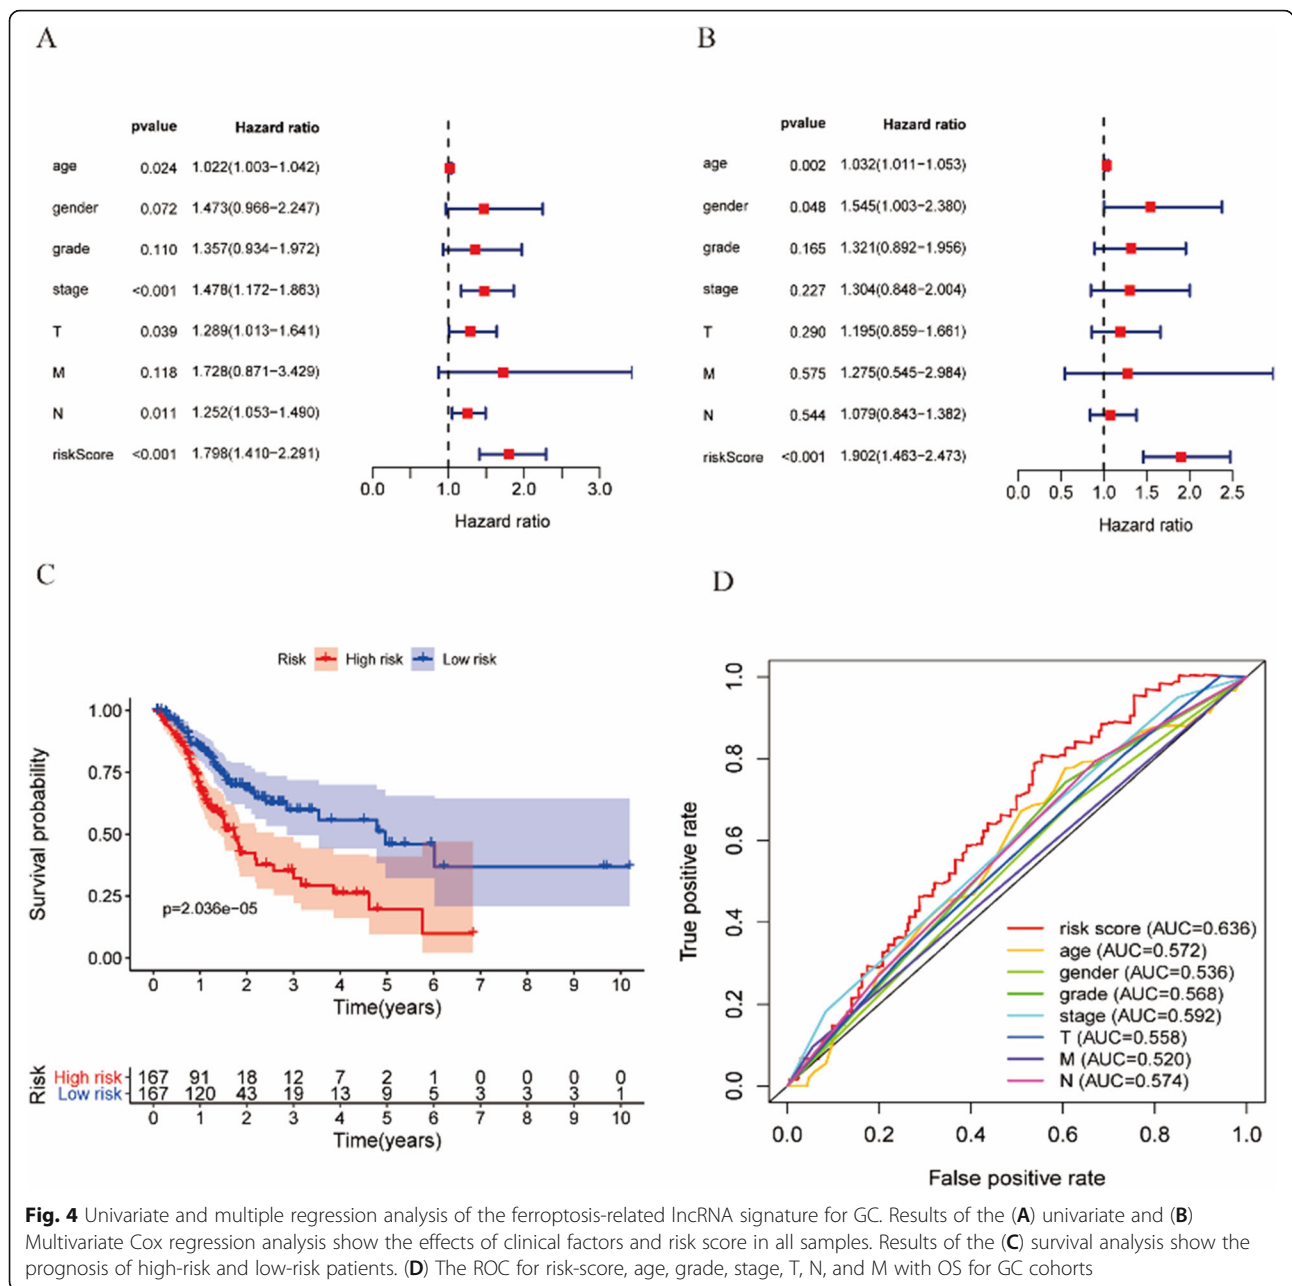 A
pvalue Hazard ratio
age 0.024 1.022(1.003−1.042)
gender 0.072 1.473(0.966−2.247)
grade 0.110 1.357(0.934−1.972)
stage <0.001 1.478(1.172−1.863)
T 0.039 1.289(1.013−1.641)
M 0.118 1.728(0.871−3.429)
N 0.011 1.252(1.053−1.490)
riskScore <0.001 1.798(1.410−2.291)
0.0 1.0 2.0 3.0
Hazard ratio
B
pvalue Hazard ratio
age 0.002 1.032(1.011−1.053)
gender 0.048 1.545(1.003−2.380)
grade 0.165 1.321(0.892−1.956)
stage 0.227 1.304(0.848−2.004)
T 0.290 1.195(0.859−1.661)
M 0.575 1.275(0.545−2.984)
N 0.544 1.079(0.843−1.382)
riskScore <0.001 1.902(1.463−2.473)
0.0 0.5 1.0 1.5 2.0 2.5
Hazard ratio
C
Risk High risk Low risk
Survival probability
1.00
0.75
0.50
0.25
0.00
p=2.036e−05
0 1 2 3 4 5 6 7 8 9 10
Time(years)
Risk
High risk 167 91 18 12 7 2 1 0 0 0 0
Low risk 167 120 43 19 13 9 5 3 3 3 1
0 1 2 3 4 5 6 7 8 9 10
Time(years)
D
True positive rate
1.0
0.8
0.6
0.4
0.2
0.0
risk score (AUC=0.636)
age (AUC=0.572)
gender (AUC=0.536)
grade (AUC=0.568)
stage (AUC=0.592)
T (AUC=0.558)
M (AUC=0.520)
N (AUC=0.574)
0.0 0.2 0.4 0.6 0.8 1.0
False positive rate
Fig. 4 Univariate and multiple regression analysis of the ferroptosis-related lncRNA signature for GC. Results of the (A) univariate and (B)
Multivariate Cox regression analysis show the effects of clinical factors and risk score in all samples. Results of the (C) survival analysis show the
prognosis of high-risk and low-risk patients. (D) The ROC for risk-score, age, grade, stage, T, N, and M with OS for GC cohorts